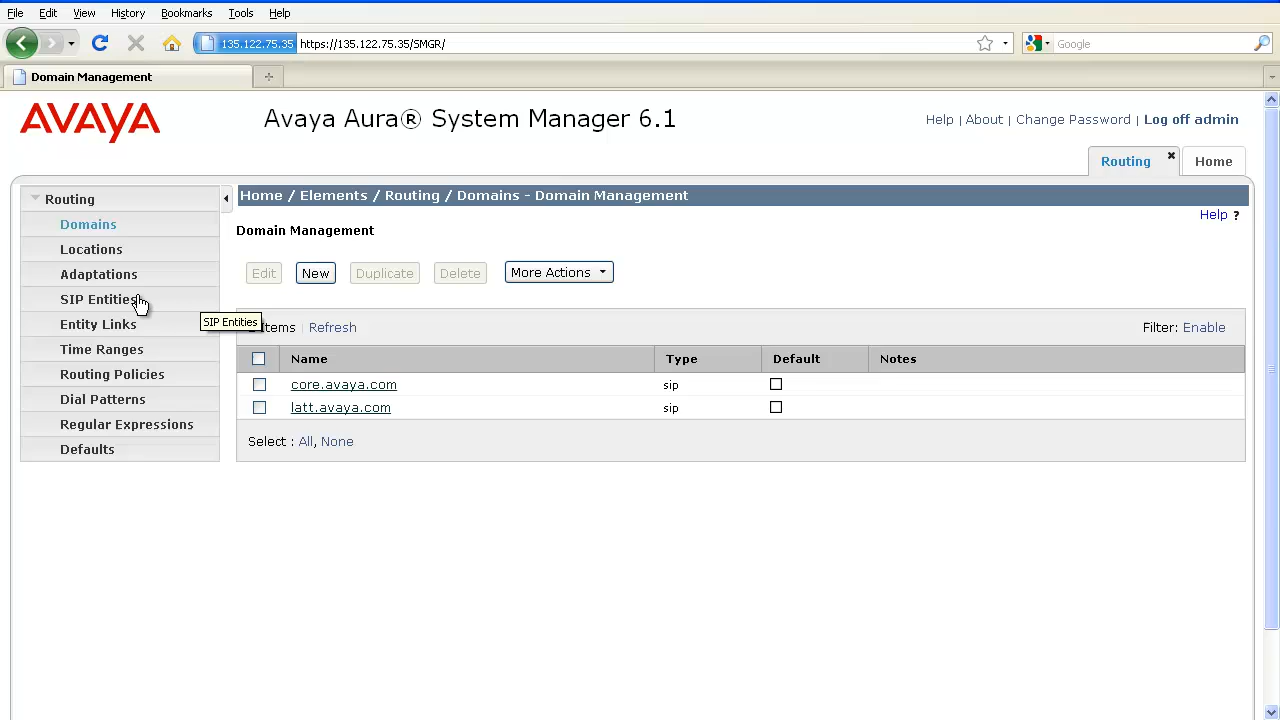 File Edit View History Bookmarks Tools Help
135.122.75.35 https://135.122.75.35/SMGR/
Google
Domain Management
AVAYA
Avaya Aura® System Manager 6.1
Help | About | Change Password | Log off admin
Routing
Home
Routing
Domains
Locations
Adaptations
SIP Entities
Entity Links
Time Ranges
Routing Policies
Dial Patterns
Regular Expressions
Defaults
SIP Entities
Home / Elements / Routing / Domains - Domain Management
Help ?
Domain Management
Edit New Duplicate Delete More Actions
Items Refresh
Filter: Enable
Name Type Default Notes
core.avaya.com sip
latt.avaya.com sip
Select : All, None